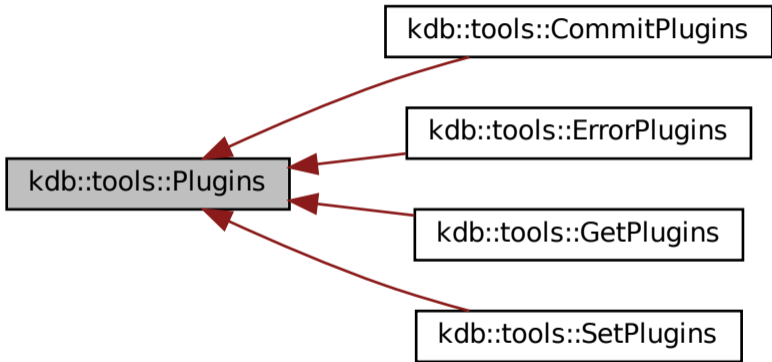 kdb::tools::CommitPlugins
kdb::tools::ErrorPlugins
kdb::tools::Plugins
kdb::tools::GetPlugins
kdb::tools::SetPlugins